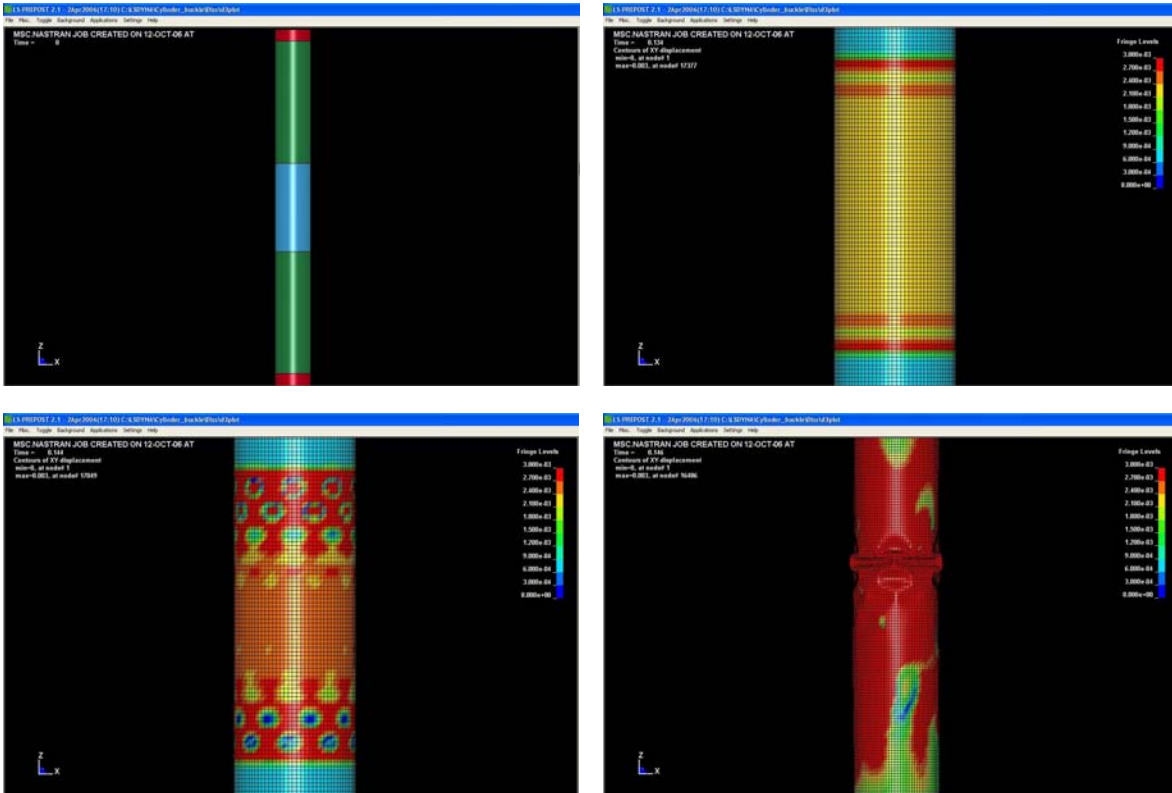 LS-PREPOST 2.1 - 2Apr2006(17:10) C:\LSDYNA\Cylinder_buckle\Diss\d3plot
File Misc. Toggle Background Applications Settings Help
MSC.NASTRAN JOB CREATED ON 12-OCT-06 AT
Time = 0
Z
X
LS-PREPOST 2.1 - 2Apr2006(17:10) C:\LSDYNA\Cylinder_buckle\Diss\d3plot
File Misc. Toggle Background Applications Settings Help
MSC.NASTRAN JOB CREATED ON 12-OCT-06 AT
Time = 0.134
Contours of XY-displacement
min=0, at node# 1
max=0.003, at node# 17377
Fringe Levels
3.000e-03
2.700e-03
2.400e-03
2.100e-03
1.800e-03
1.500e-03
1.200e-03
9.000e-04
6.000e-04
3.000e-04
0.000e+00
Z
X
LS-PREPOST 2.1 - 2Apr2006(17:10) C:\LSDYNA\Cylinder_buckle\Diss\d3plot
File Misc. Toggle Background Applications Settings Help
MSC.NASTRAN JOB CREATED ON 12-OCT-06 AT
Time = 0.144
Contours of XY-displacement
min=0, at node# 1
max=0.003, at node# 17049
Fringe Levels
3.000e-03
2.700e-03
2.400e-03
2.100e-03
1.800e-03
1.500e-03
1.200e-03
9.000e-04
6.000e-04
3.000e-04
0.000e+00
Z
X
LS-PREPOST 2.1 - 2Apr2006(17:10) C:\LSDYNA\Cylinder_buckle\Diss\d3plot
File Misc. Toggle Background Applications Settings Help
MSC.NASTRAN JOB CREATED ON 12-OCT-06 AT
Time = 0.146
Contours of XY-displacement
min=0, at node# 1
max=0.003, at node# 16406
Fringe Levels
3.000e-03
2.700e-03
2.400e-03
2.100e-03
1.800e-03
1.500e-03
1.200e-03
9.000e-04
6.000e-04
3.000e-04
0.000e+00
Z
X